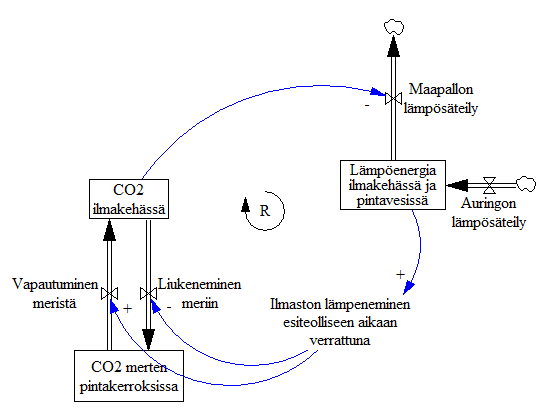 Maapallon
lämpösäteily
-
Lämpöenergia
ilmakehässä ja
pintavesissä
Auringon
lämpösäteily
CO2
ilmakehässä
R
+
Vapautuminen
meristä
+
Liukeneminen
meriin
-
Ilmaston lämpeneminen
esiteolliseen aikaan
verrattuna
CO2 merten
pintakerroksissa